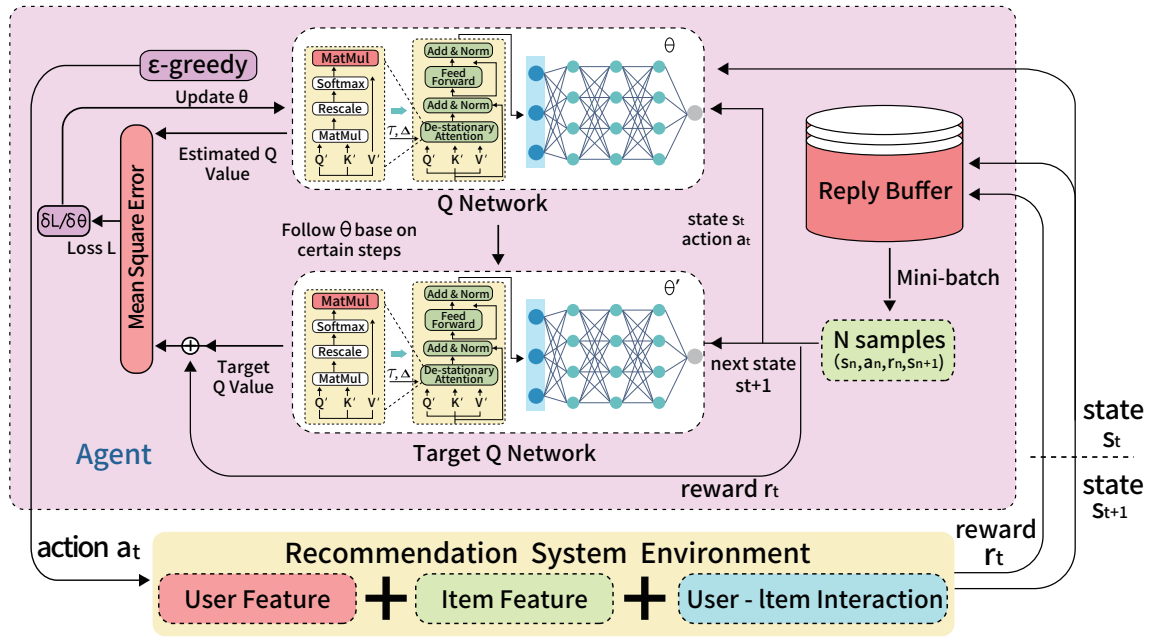 ε-greedy
Update θ
Estimated Q
Value
Mean Square Error
δL/δθ
Loss L
MatMul
Softmax
Rescale
MatMul
Q' K' V'
τ, Δ
Add & Norm
Feed
Forward
Add & Norm
De-stationary
Attention
Q' K' V'
θ
Q Network
Follow θ base on
certain steps
state st
action at
Reply Buffer
Mini-batch
N samples
(sn,an,rn,sn+1)
MatMul
Softmax
Rescale
MatMul
Q' K' V'
τ, Δ
Add & Norm
Feed
Forward
Add & Norm
De-stationary
Attention
Q' K' V'
θ'
Target
Q Value
next state
st+1
Target Q Network
Agent
reward rt
state
st
state
st+1
action at
reward
rt
Recommendation System Environment
User Feature + Item Feature + User - ltem Interaction